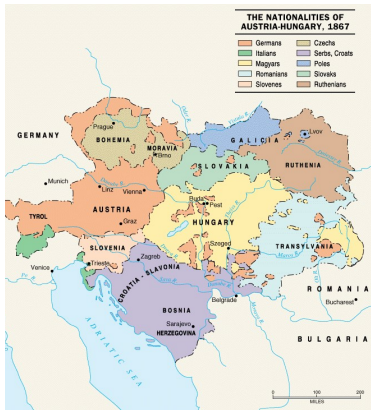 THE NATIONALITIES OF
AUSTRIA-HUNGARY, 1867
Germans
Italians
Magyars
Romanians
Slovenes
Czechs
Serbs, Croats
Poles
Slovaks
Ruthenians
GERMANY
Prague
BOHEMIA
MORAVIA
Brno
GALICIA
Lvov
SLOVAKIA
RUTHENIA
Munich
Linz
Vienna
Buda
Pest
TYROL
AUSTRIA
Graz
HUNGARY
Szeged
TRANSYLVANIA
SLOVENIA
Zagreb
Venice
Trieste
CROATIA - SLAVONIA
Belgrade
ROMANIA
Bucharest
BOSNIA
Sarajevo
HERZEGOVINA
BULGARIA
ADRIATIC SEA
0 100 200
MILES